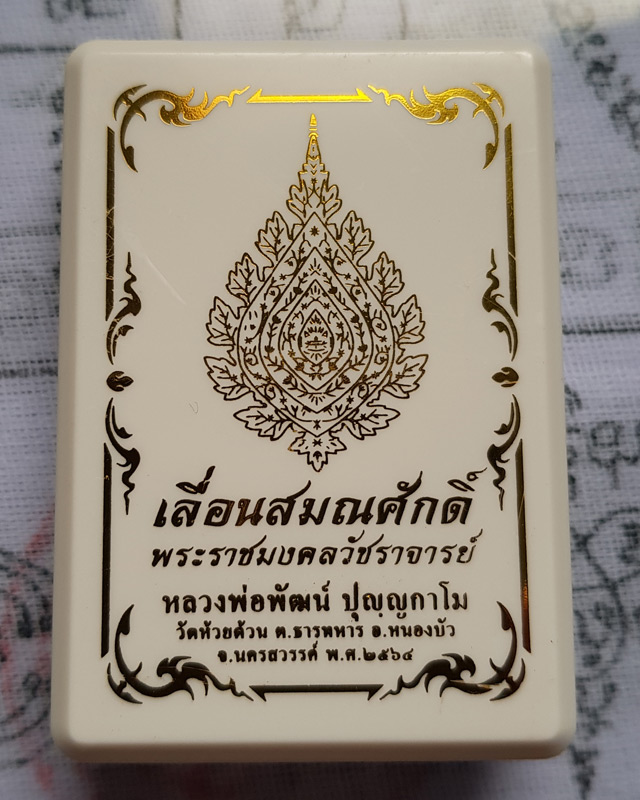 เลื่อนสมณศักดิ์
พระราชมงคลวัชราจารย์
หลวงพ่อพัฒน์ ปุญฺญกาโม
วัดห้วยด้วน ต.ธารทหาร อ.หนองบัว
จ.นครสวรรค์ พ.ศ.๒๕๖๔